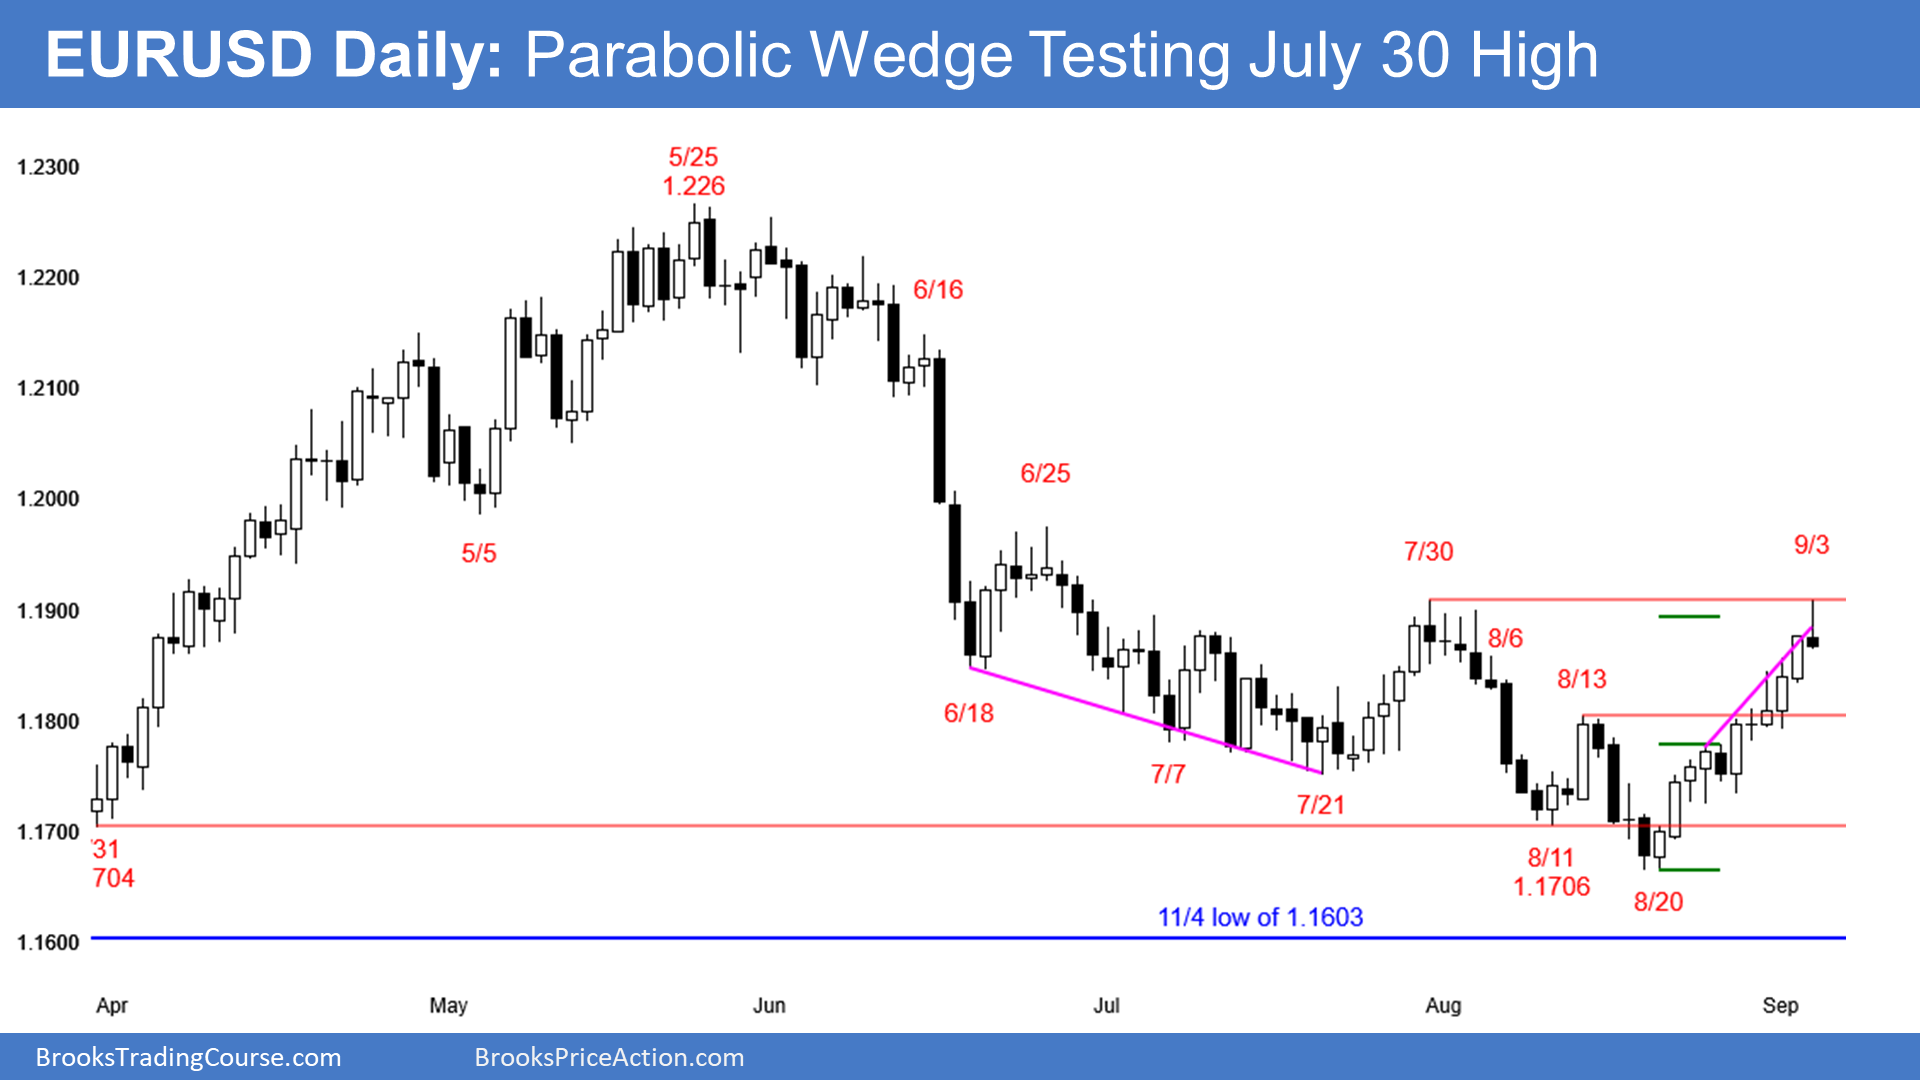 EURUSD Daily: Parabolic Wedge Testing July 30 High
1.2300
1.2200
1.2100
1.2000
1.1900
1.1800
1.1700
1.1600
5/25
1.226
6/16
5/5
6/25
7/30
9/3
8/6
8/13
6/18
7/7
7/21
31
704
8/11
1.1706
8/20
11/4 low of 1.1603
Apr
May
Jun
Jul
Aug
Sep
BrooksTradingCourse.com
BrooksPriceAction.com